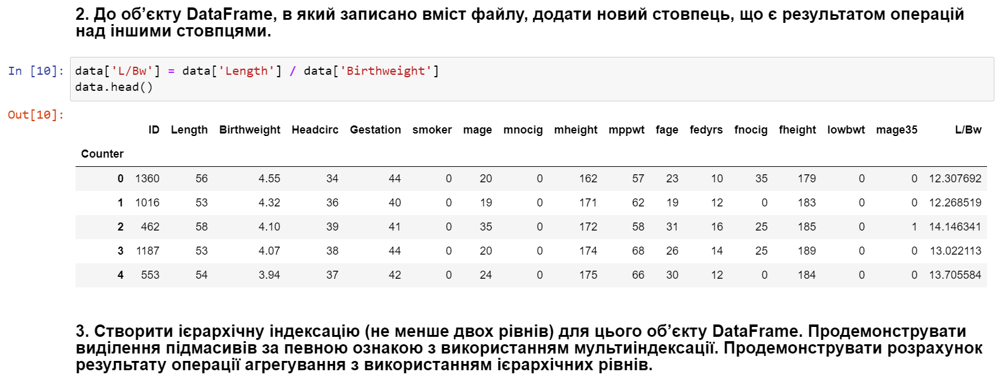 2. До об’єкту DataFrame, в який записано вміст файлу, додати новий стовпець, що є результатом операцій
над іншими стовпцями.
In [10]: data['L/Bw'] = data['Length'] / data['Birthweight']
data.head()
Out[10]:
ID Length Birthweight Headcirc Gestation smoker mage mnocig mheight mppwt fage fedyrs fnocig fheight lowbwt mage35 L/Bw
Counter
0 1360 56 4.55 34 44 0 20 0 162 57 23 10 35 179 0 0 12.307692
1 1016 53 4.32 36 40 0 19 0 171 62 19 12 0 183 0 0 12.268519
2 462 58 4.10 39 41 0 35 0 172 58 31 16 25 185 0 1 14.146341
3 1187 53 4.07 38 44 0 20 0 174 68 26 14 25 189 0 0 13.022113
4 553 54 3.94 37 42 0 24 0 175 66 30 12 0 184 0 0 13.705584
3. Створити ієрархічну індексацію (не менше двох рівнів) для цього об’єкту DataFrame. Продемонструвати
виділення підмасивів за певною ознакою з використанням мультиіндексації. Продемонструвати розрахунок
результату операції агрегування з використанням ієрархічних рівнів.